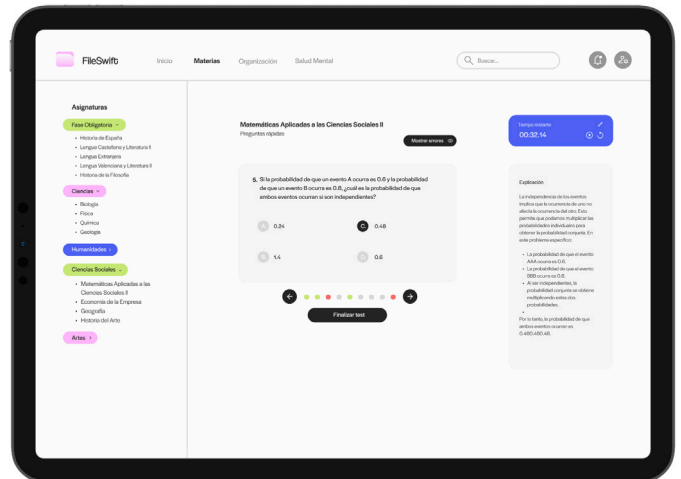 FileSwift
Inicio
Materias
Organización
Salud Mental
Buscar...
Asignaturas
Fase Obligatoria
Historia de España
Lengua Castellana y Literatura II
Lengua Extranjera
Lengua Valenciana y Literatura II
Historia de la Filosofía
Ciencias
Biología
Física
Química
Geología
Humanidades
Ciencias Sociales
Matemáticas Aplicadas a las
Ciencias Sociales II
Economía de la Empresa
Geografía
Historia del Arte
Artes
Matemáticas Aplicadas a las Ciencias Sociales II
Preguntas rápidas
Mostrar errores
5. Si la probabilidad de que un evento A ocurra es 0.6 y la probabilidad
de que un evento B ocurra es 0.8, ¿cuál es la probabilidad de que
ambos eventos ocurran si son independientes?
A 0.24
C. 0.48
B 1.4
D 0.6
Finalizar test
Tiempo restante
00:32.14
Explicación
La independencia de los eventos
implica que la ocurrencia de uno no
afecta la ocurrencia del otro. Esto
permite que podamos multiplicar las
probabilidades individuales para
obtener la probabilidad conjunta. En
este problema específico:
La probabilidad de que el evento
AAA ocurra es 0.6.
La probabilidad de que el evento
BBB ocurra es 0.8.
Al ser independientes, la
probabilidad conjunta se obtiene
multiplicando estas dos
probabilidades.
Por lo tanto, la probabilidad de que
ambos eventos ocurran es
0.480.480.48.